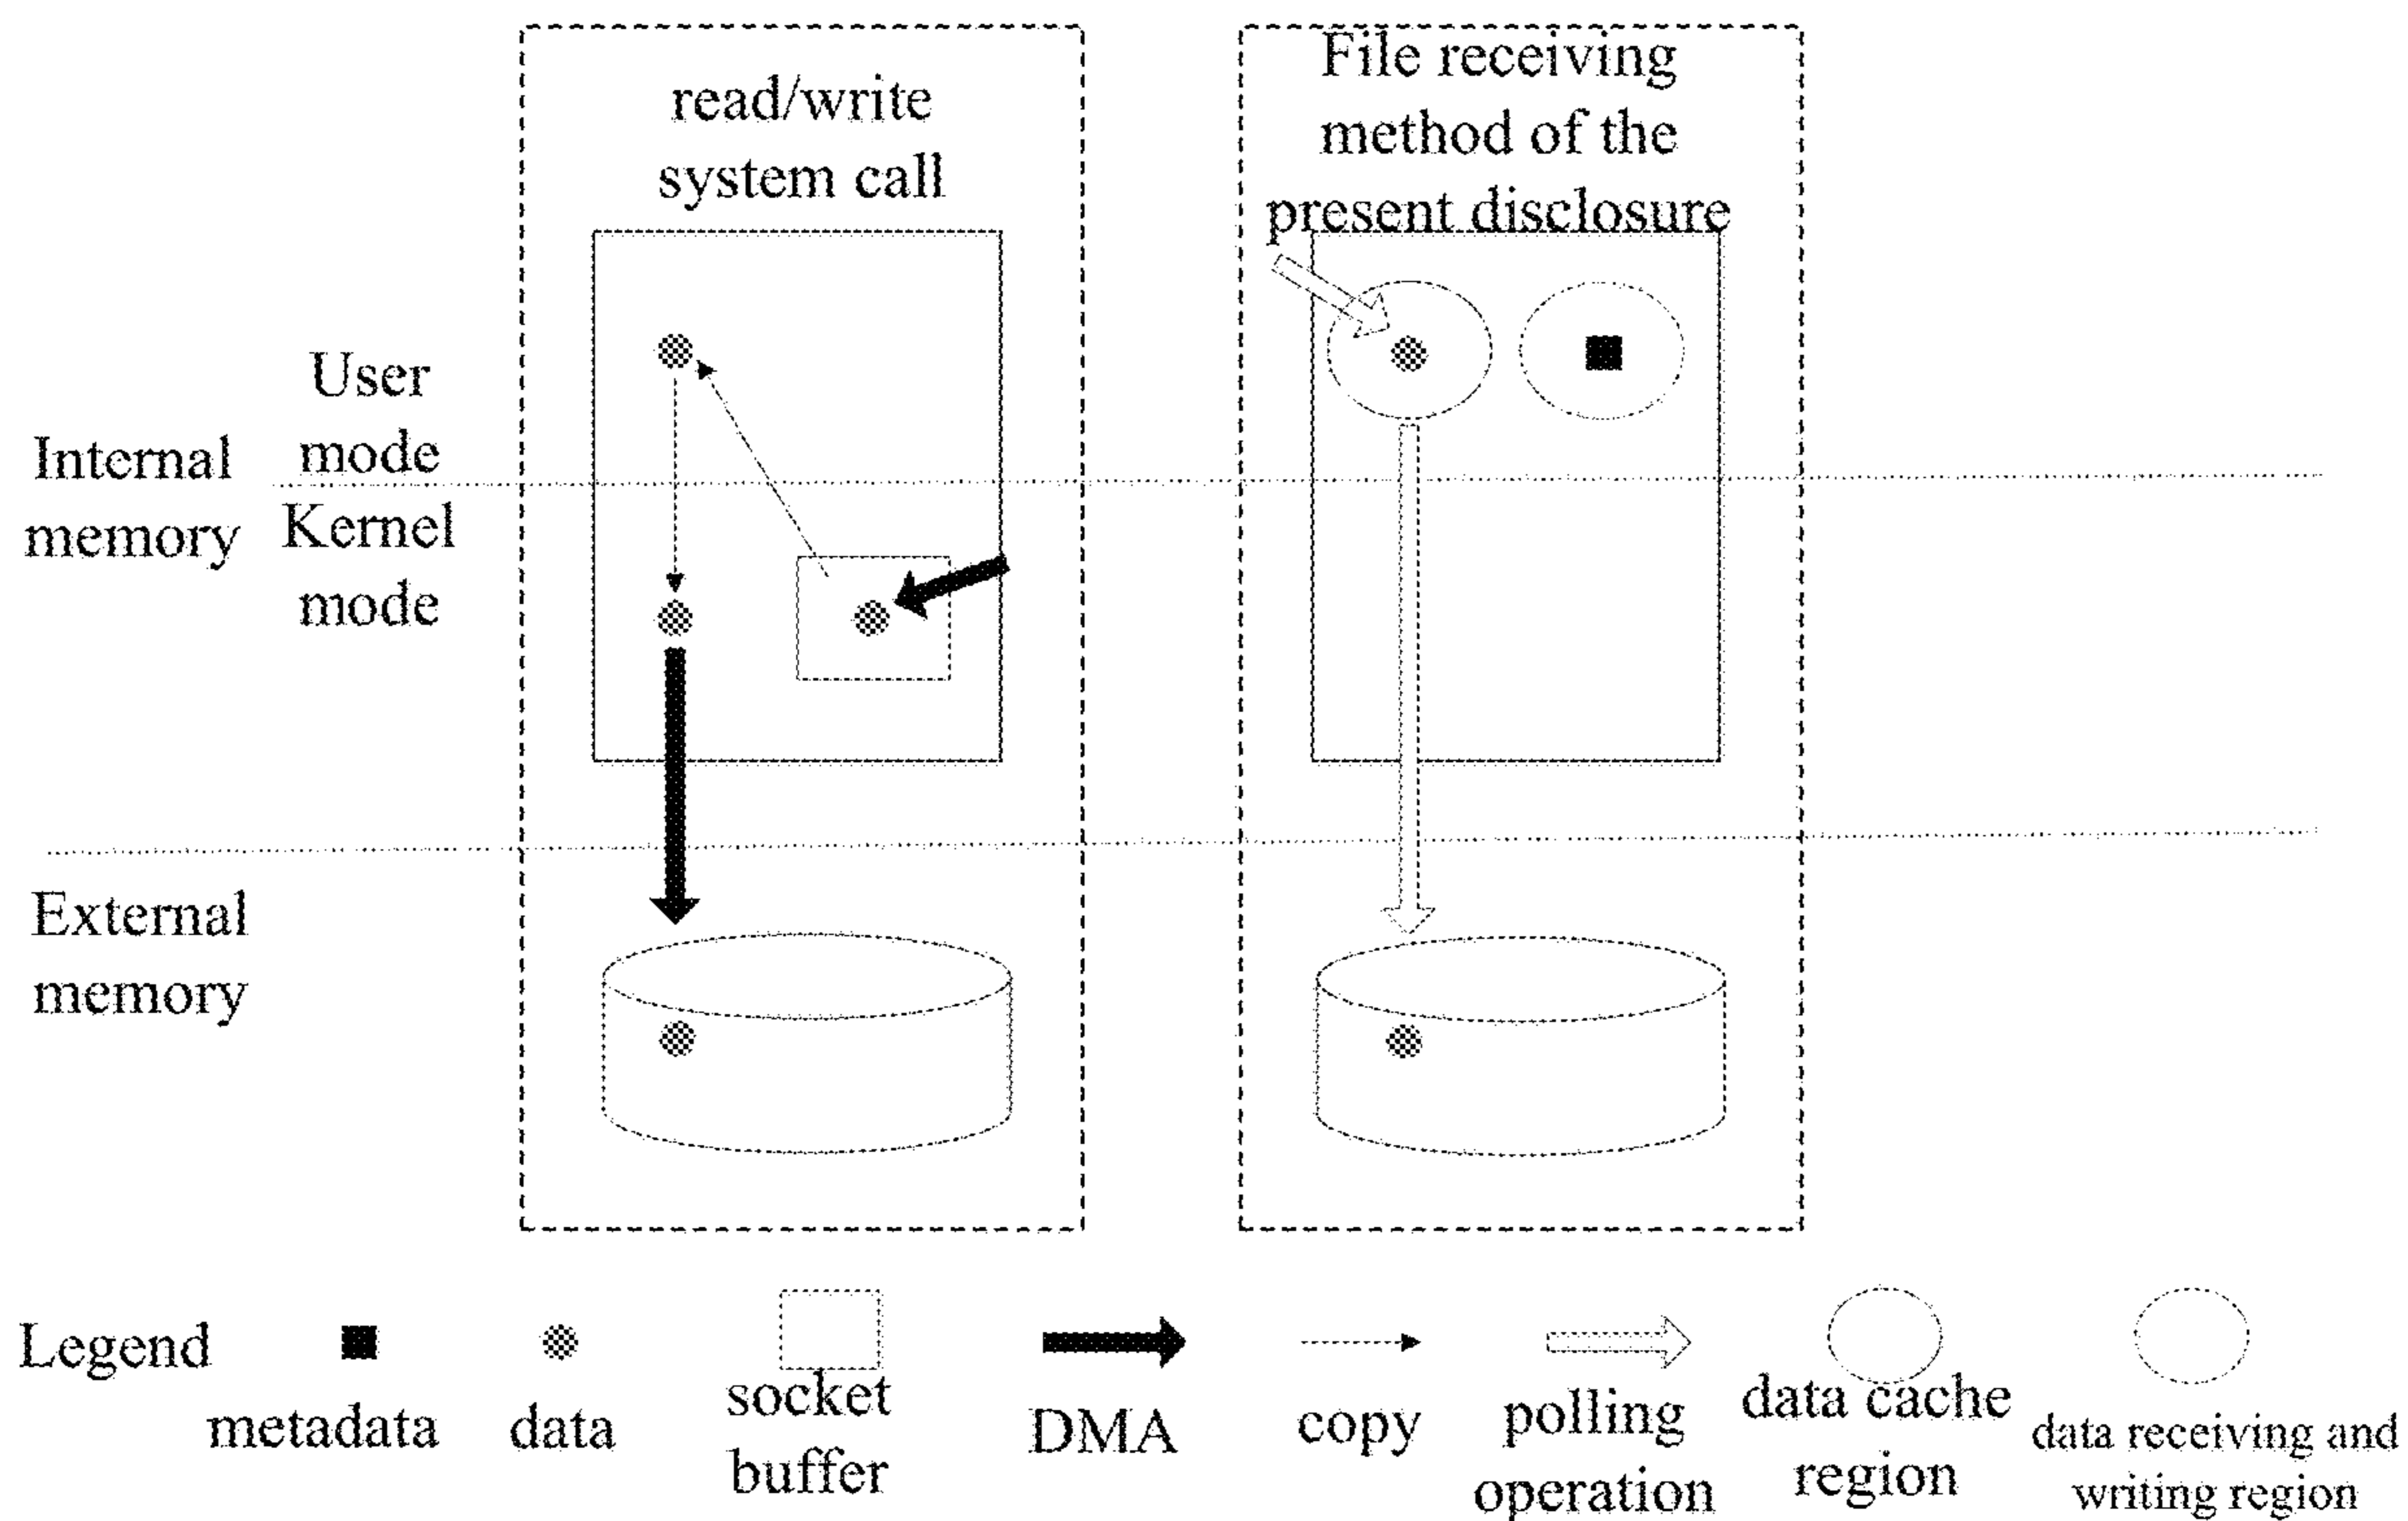 read/write
system call
File receiving
method of the
present disclosure
User
mode
Internal
memory
Kernel
mode
External
memory
Legend
metadata
data
socket
buffer
DMA
copy
polling
operation
data cache
region
data receiving and
writing region